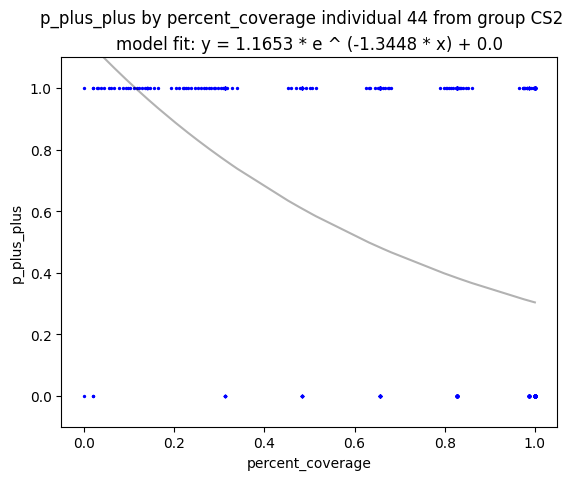 p_plus_plus by percent_coverage individual 44 from group CS2
model fit: y = 1.1653 * e ^ (-1.3448 * x) + 0.0
1.0
0.8
0.6
0.4
0.2
0.0
p_plus_plus
0.0 0.2 0.4 0.6 0.8 1.0
percent_coverage